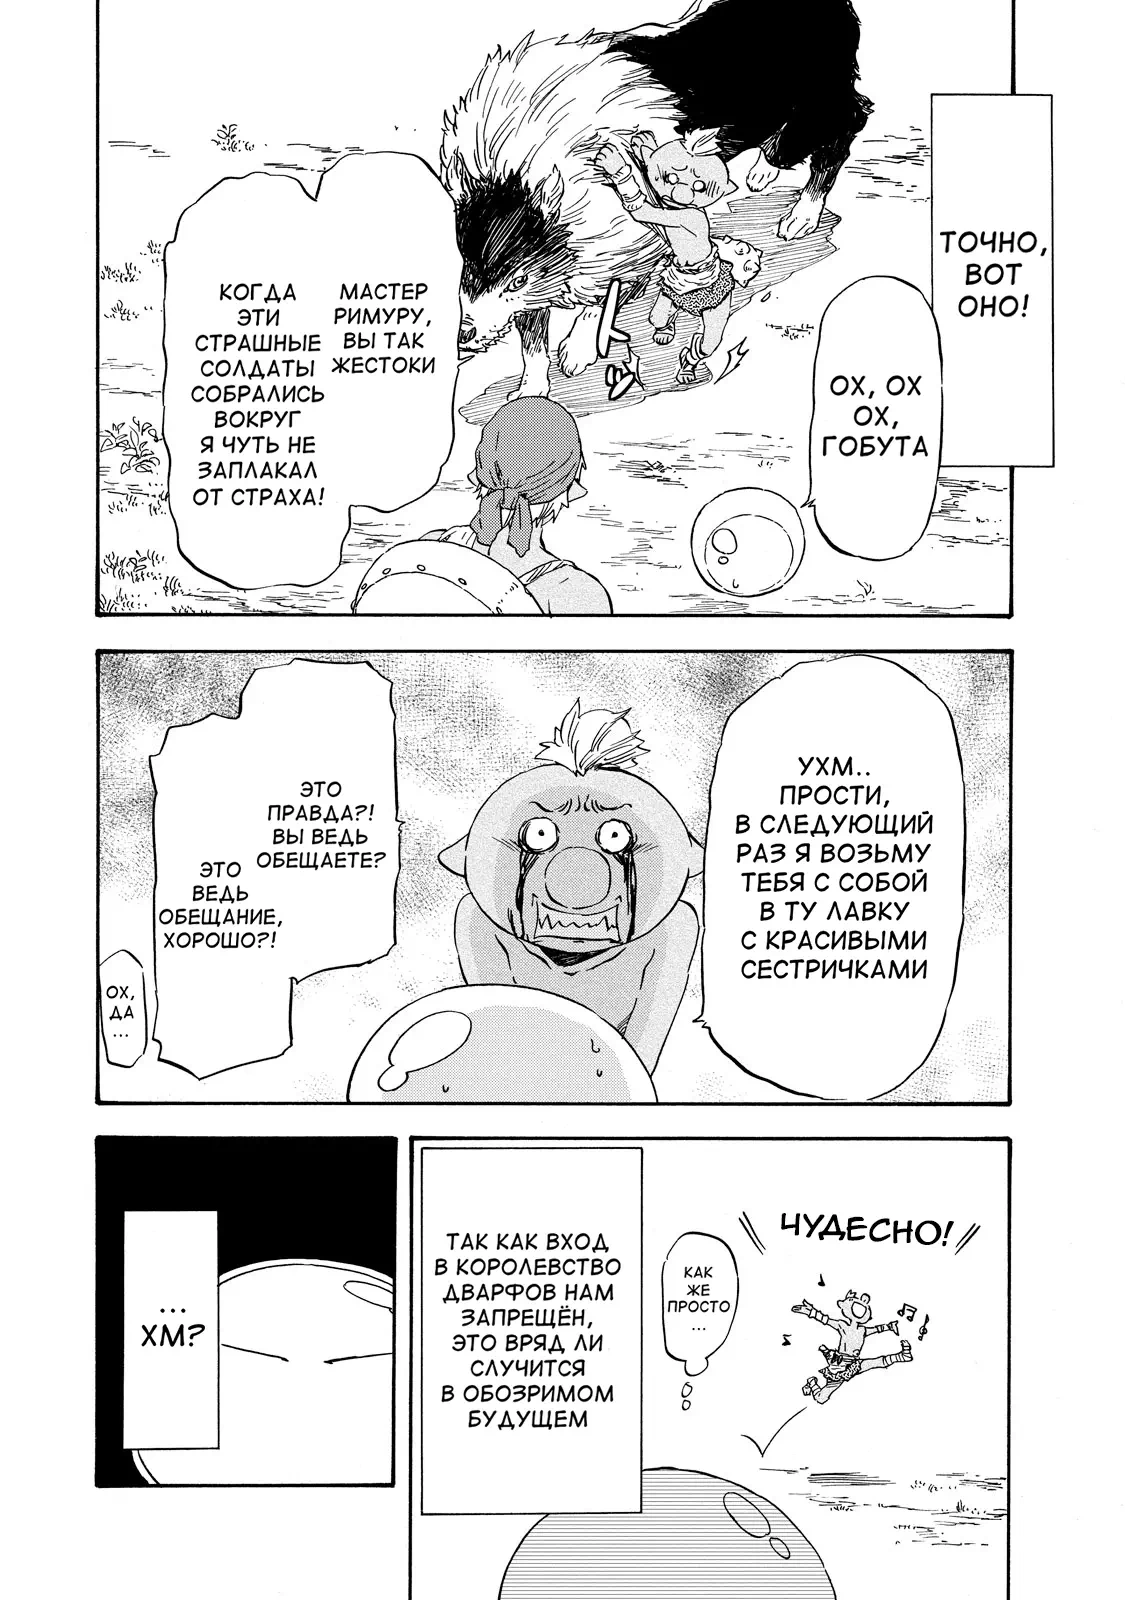 ТОЧНО,
ВОТ
ОНО!
ОХ, ОХ
ОХ,
ГОБУТА
МАСТЕР
РИМУРУ,
ВЫ ТАК
ЖЕСТОКИ
КОГДА
ЭТИ
СТРАШНЫЕ
СОЛДАТЫ
СОБРАЛИСЬ
ВОКРУГ
Я ЧУТЬ НЕ
ЗАПЛАКАЛ
ОТ СТРАХА!
УХМ..
ПРОСТИ,
В СЛЕДУЮЩИЙ
РАЗ Я ВОЗЬМУ
ТЕБЯ С СОБОЙ
В ТУ ЛАВКУ
С КРАСИВЫМИ
СЕСТРИЧКАМИ
ЭТО
ПРАВДА?!
ВЫ ВЕДЬ
ОБЕЩАЕТЕ?
ЭТО
ВЕДЬ
ОБЕЩАНИЕ,
ХОРОШО?!
ОХ,
ДА
...
ЧУДЕСНО!
КАК
ЖЕ
ПРОСТО
...
ТАК КАК ВХОД
В КОРОЛЕВСТВО
ДВАРФОВ НАМ
ЗАПРЕЩЁН,
ЭТО ВРЯД ЛИ
СЛУЧИТСЯ
В ОБОЗРИМОМ
БУДУЩЕМ
...
ХМ?